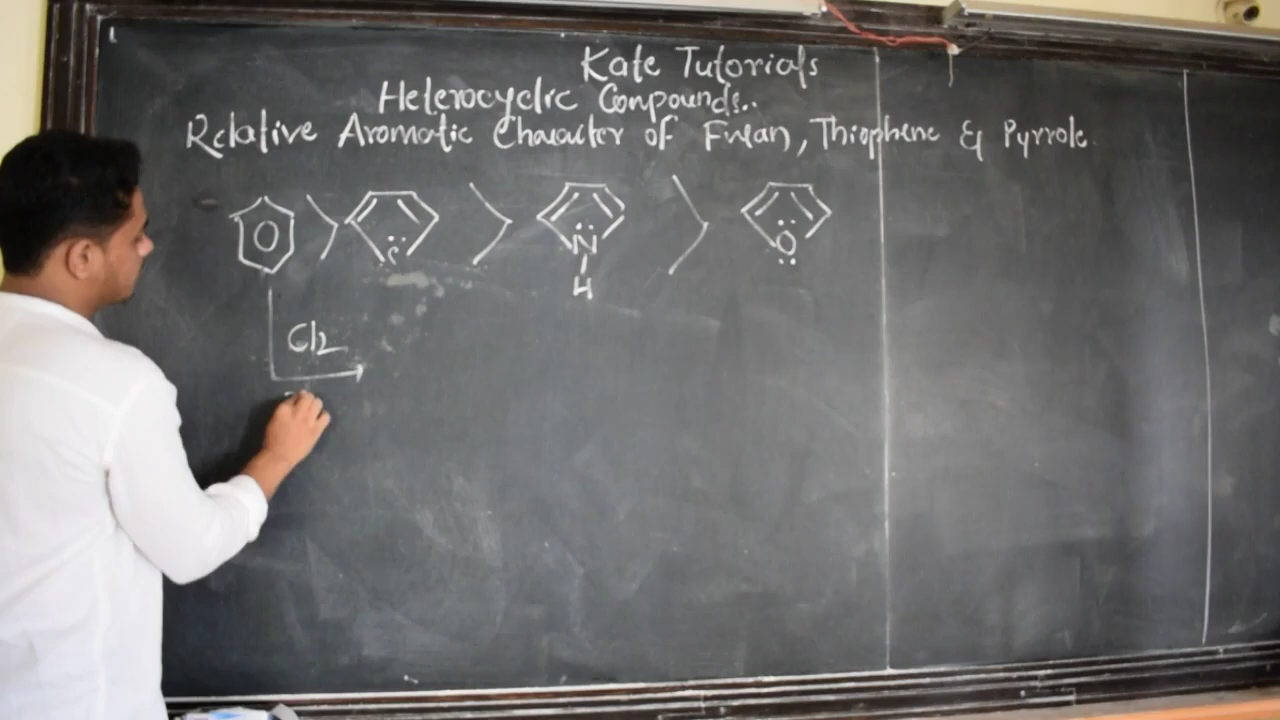 Kate Tutorials
Heterocyclic Compounds..
Relative Aromatic Character of Furan, Thiophene & Pyrrole.
O > S > N > O
H
Cl2